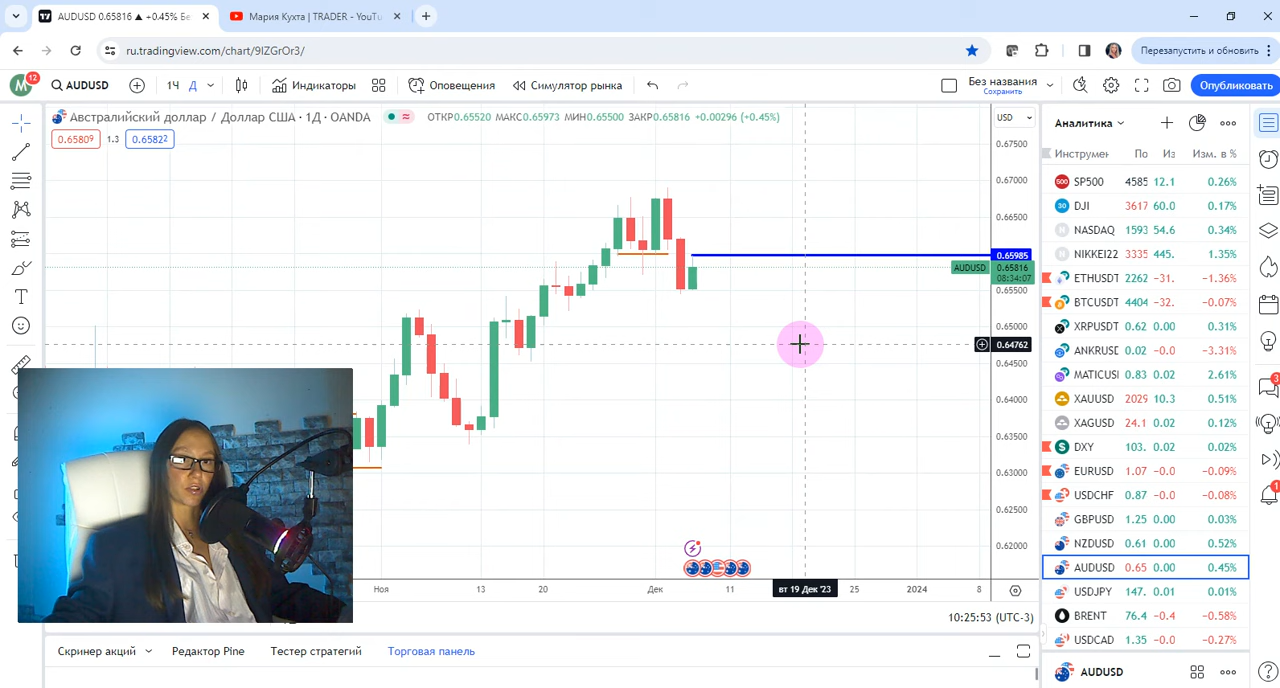 AUDUSD 0.65816 ▲ +0.45% Бе
Мария Кухта | TRADER - YouTu
ru.tradingview.com/chart/9IZGrOr3/
Перезапустить и обновить
M
12
AUDUSD
1Ч
Д
Индикаторы
Оповещения
Симулятор рынка
Без названия
Сохранить
Опубликовать
Австралийский доллар / Доллар США · 1Д · OANDA
ОТКР0.65520 МАКС0.65973 МИН0.65500 ЗАКР0.65816 +0.00296 (+0.45%)
0.65809
1.3
0.65822
USD
0.67500
0.67000
0.66500
0.65985
AUDUSD
0.65816
08:34:07
0.65500
0.65000
0.64762
0.64500
0.64000
0.63500
0.63000
0.62500
0.62000
Ноя
13
20
Дек
11
вт 19 Дек '23
25
2024
8
10:25:53 (UTC-3)
Скринер акций
Редактор Pine
Тестер стратегий
Торговая панель
Аналитика
Инструмен По Из Изм. в %
500 SP500 4585 12.1 0.26%
30 DJI 3617 60.0 0.17%
NASDAQ 1593 54.6 0.34%
NIKKEI22 3335 445. 1.35%
ETHUSDT 2262 -31. -1.36%
BTCUSDT 4404 -32. -0.07%
XRPUSDT 0.62 0.00 0.31%
ANKRUSD 0.02 -0.0 -3.31%
MATICUSI 0.83 0.02 2.61%
XAUUSD 2029 10.3 0.51%
XAGUSD 24.1 0.02 0.12%
DXY 103. 0.02 0.02%
EURUSD 1.07 -0.0 -0.09%
USDCHF 0.87 -0.0 -0.08%
GBPUSD 1.25 0.00 0.03%
NZDUSD 0.61 0.00 0.52%
AUDUSD 0.65 0.00 0.45%
USDJPY 147. 0.01 0.01%
BRENT 76.4 -0.4 -0.58%
USDCAD 1.35 -0.0 -0.27%
AUDUSD
3
1